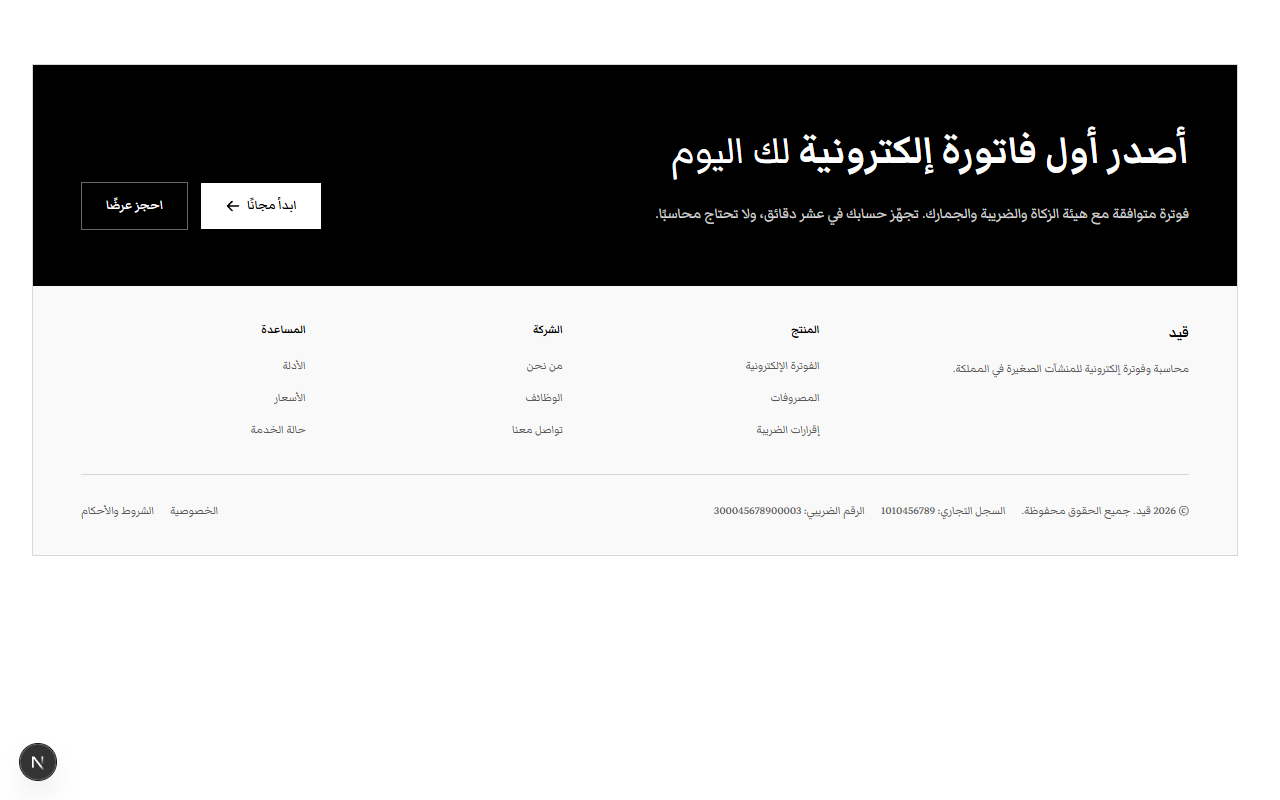 أصدر أول فاتورة إلكترونية لك اليوم
فوترة متوافقة مع هيئة الزكاة والضريبة والجمارك. تجهّز حسابك في عشر دقائق، ولا تحتاج محاسبًا.
ابدأ مجانًا ←
احجز عرضًا
قيد
محاسبة وفوترة إلكترونية للمنشآت الصغيرة في المملكة.
المنتج
الفوترة الإلكترونية
المصروفات
إقرارات الضريبة
الشركة
من نحن
الوظائف
تواصل معنا
المساعدة
الأدلة
الأسعار
حالة الخدمة
© 2026 قيد. جميع الحقوق محفوظة.
السجل التجاري: 1010456789
الرقم الضريبي: 300045678900003
الخصوصية
الشروط والأحكام
N